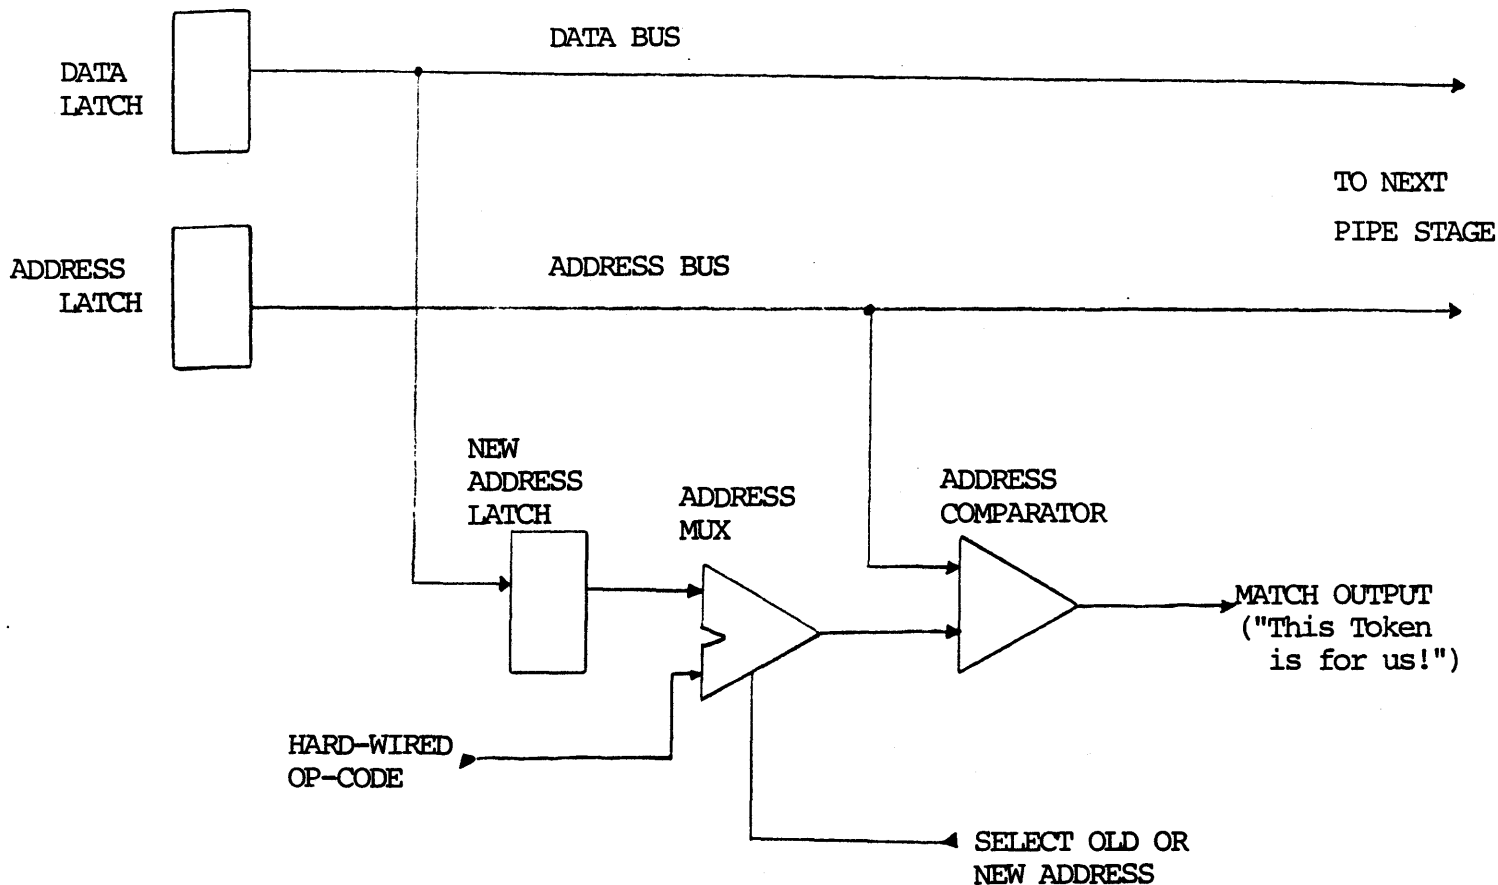 DATA BUS
DATA
LATCH
TO NEXT
PIPE STAGE
ADDRESS
LATCH
ADDRESS BUS
NEW
ADDRESS
LATCH
ADDRESS
MUX
ADDRESS
COMPARATOR
MATCH OUTPUT
("This Token
is for us!")
HARD-WIRED
OP-CODE
SELECT OLD OR
NEW ADDRESS